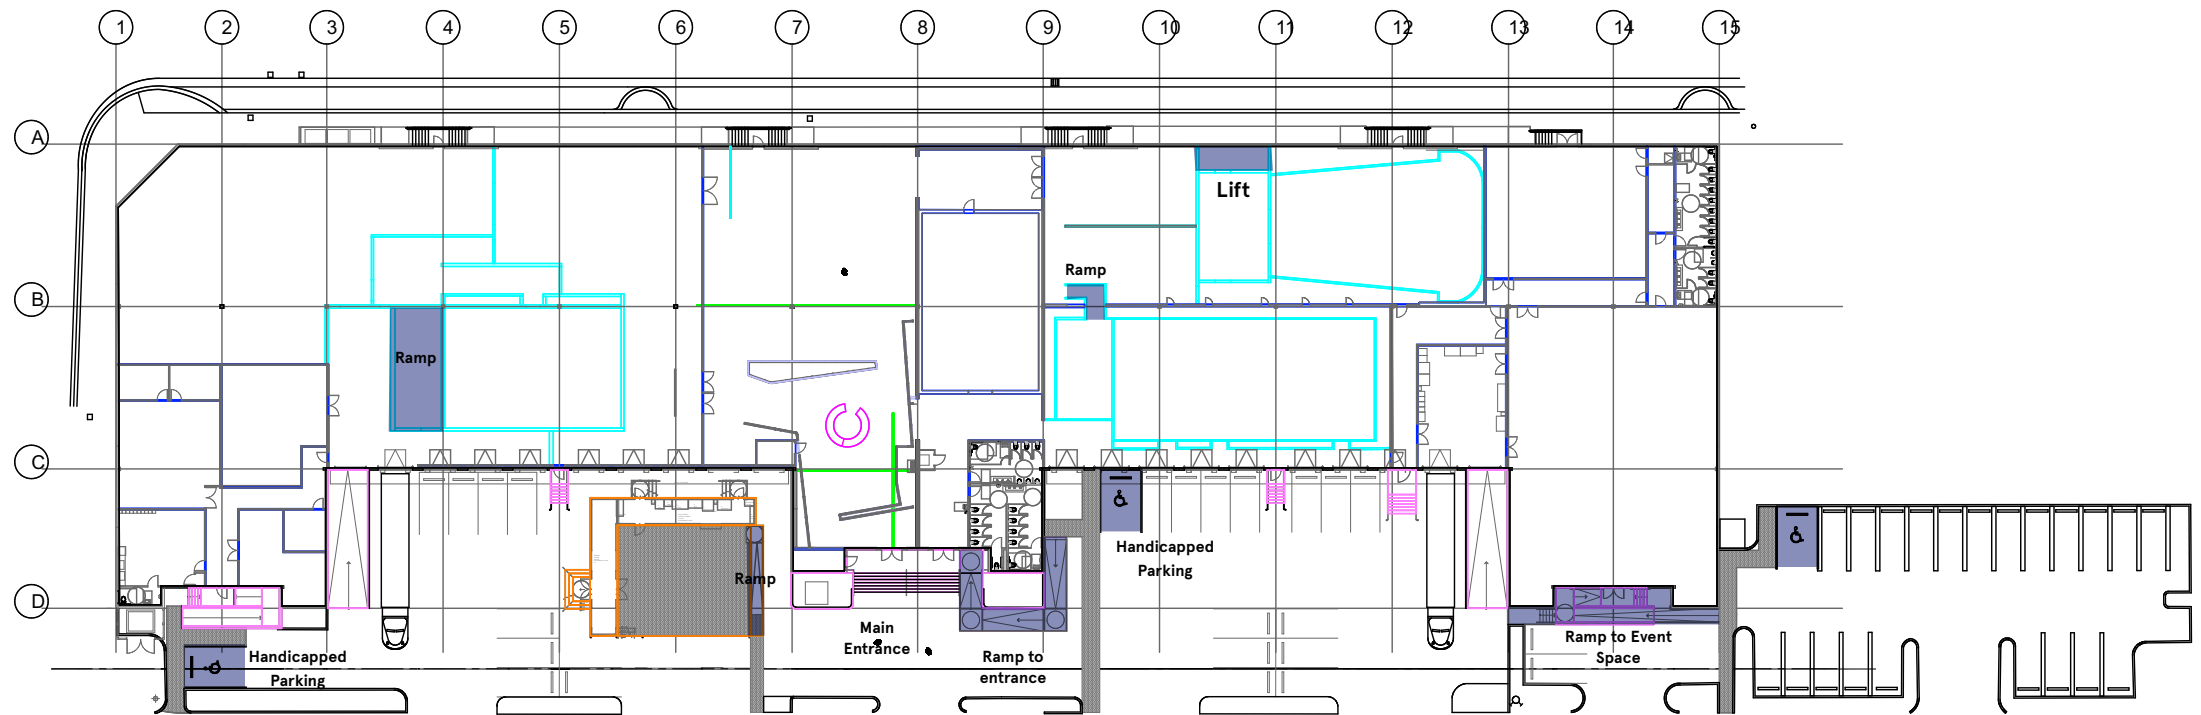 1 2 3 4 5 6 7 8 9 10 11 12 13 14 15
A
Lift
Ramp
B
Ramp
C
Handicapped
Parking
Ramp
D
Main
Entrance
Ramp to Event
Space
Handicapped
Parking
Ramp to
entrance